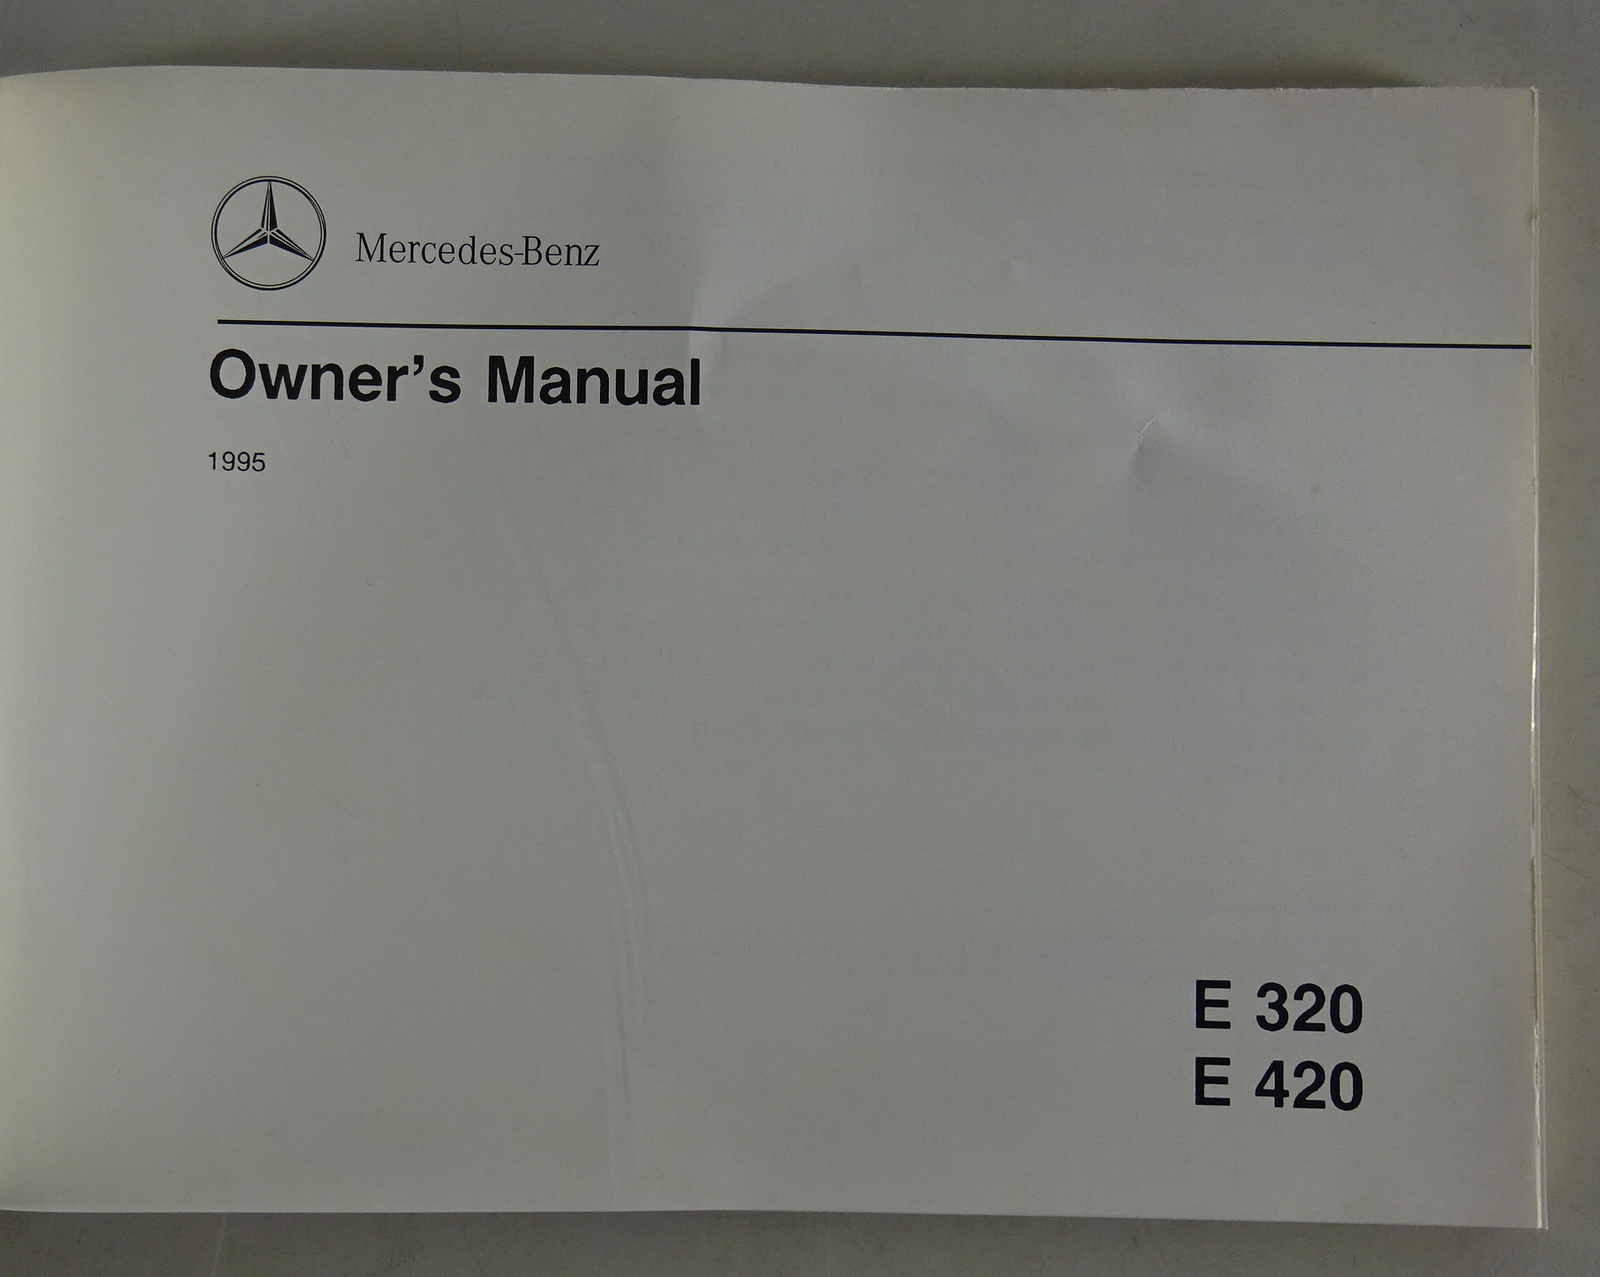 Mercedes-Benz
Owner's Manual
1995
E 320
E 420